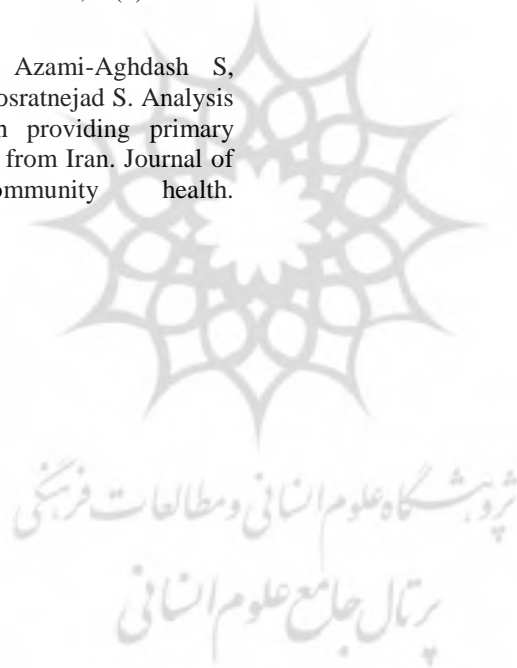 Azami-Aghdash S,
osratnejad S. Analysis
providing primary
from Iran. Journal of
health.
پژوهشگاه علوم انسانی و مطالعات فرهنگی
پرتال جامع علوم انسانی